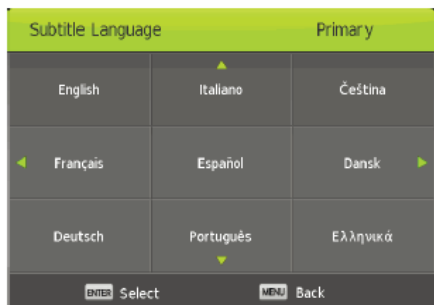 Subtitle Language Primary
English Italiano Čeština
Français Español Dansk
Deutsch Português Ελληνικά
ENTER Select MENU Back